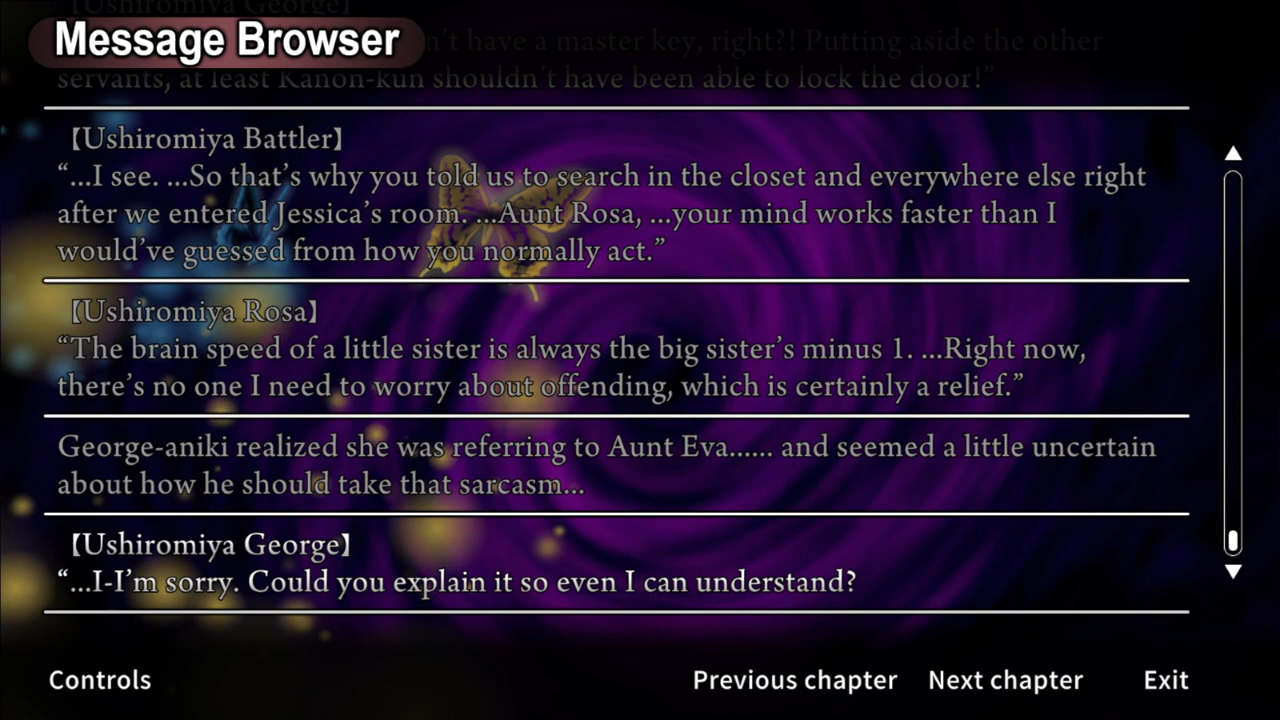 【Ushiromiya George】
Message Browser
n't have a master key, right?! Putting aside the other
servants, at least Kanon-kun shouldn't have been able to lock the door!”
【Ushiromiya Battler】
“...I see. ...So that's why you told us to search in the closet and everywhere else right
after we entered Jessica's room. ...Aunt Rosa, ...your mind works faster than I
would've guessed from how you normally act.”
【Ushiromiya Rosa】
“The brain speed of a little sister is always the big sister's minus 1. ...Right now,
there's no one I need to worry about offending, which is certainly a relief.”
George-aniki realized she was referring to Aunt Eva...... and seemed a little uncertain
about how he should take that sarcasm...
【Ushiromiya George】
“...I-I'm sorry. Could you explain it so even I can understand?
Controls
Previous chapter
Next chapter
Exit